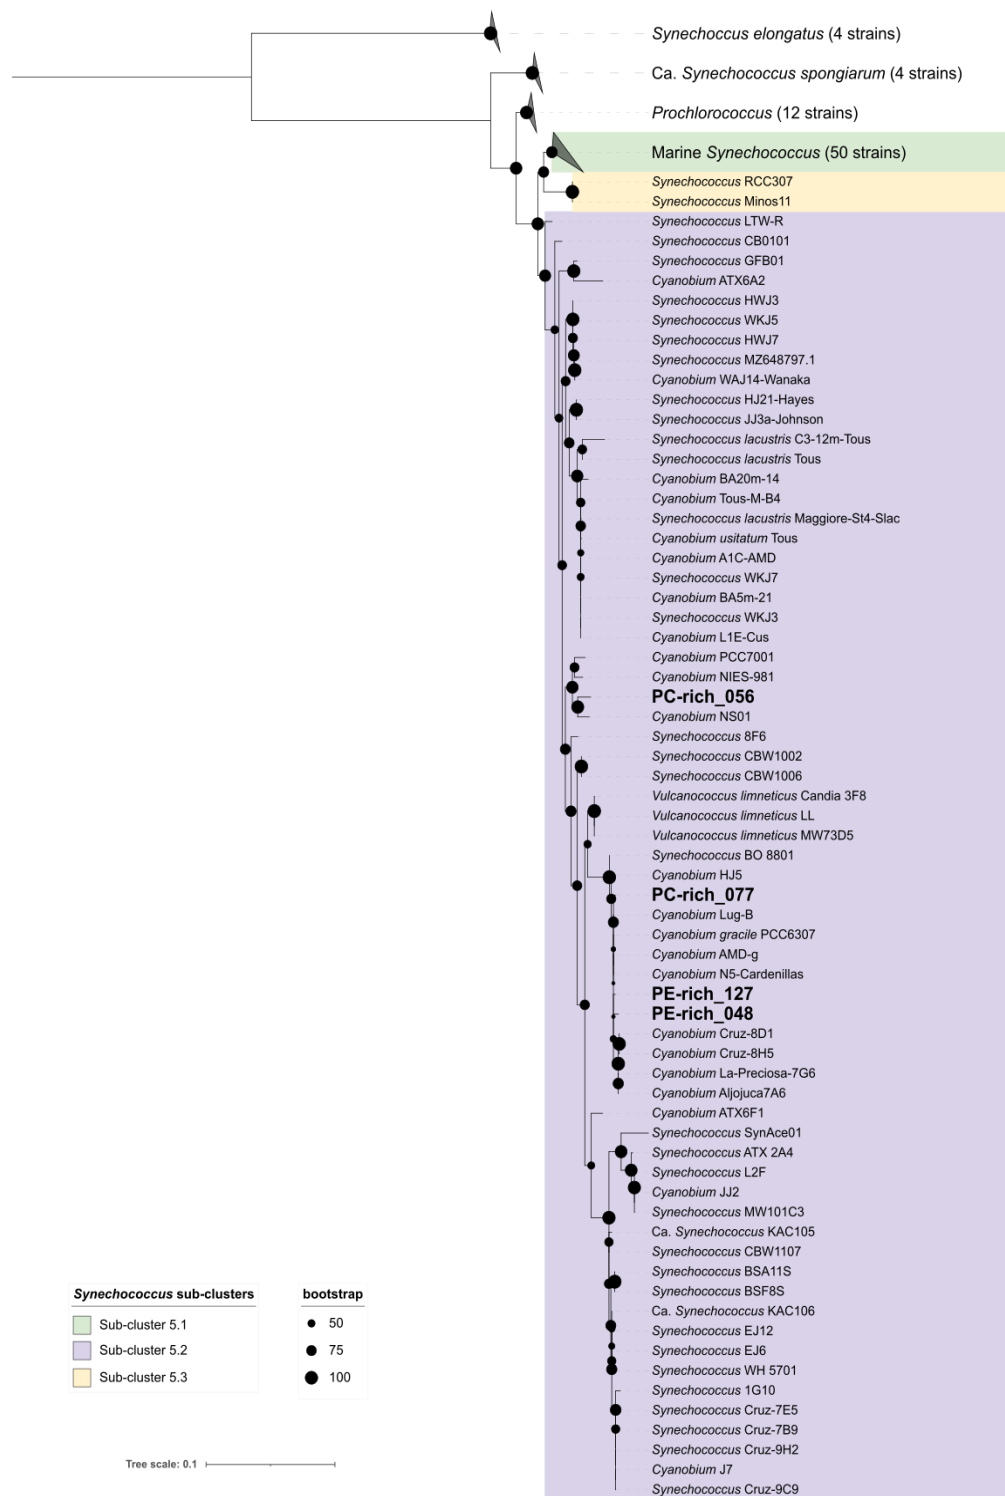 Synechoccus elongatus (4 strains)
Ca. Synechococcus spongiarum (4 strains)
Prochlorococcus (12 strains)
Marine Synechococcus (50 strains)
Synechococcus RCC307
Synechococcus Minos11
Synechococcus LTW-R
Synechococcus CB0101
Synechococcus GFB01
Cyanobium ATX6A2
Synechococcus HWJ3
Synechococcus WKJ5
Synechococcus HWJ7
Synechococcus MZ648797.1
Cyanobium WAJ14-Wanaka
Synechococcus HJ21-Hayes
Synechococcus JJ3a-Johnson
Synechococcus lacustris C3-12m-Tous
Synechococcus lacustris Tous
Cyanobium BA20m-14
Cyanobium Tous-M-B4
Synechococcus lacustris Maggiore-St4-Slac
Cyanobium usitatum Tous
Cyanobium A1C-AMD
Synechococcus WKJ7
Cyanobium BA5m-21
Synechococcus WKJ3
Cyanobium L1E-Cus
Cyanobium PCC7001
Cyanobium NIES-981
PC-rich_056
Cyanobium NS01
Synechococcus 8F6
Synechococcus CBW1002
Synechococcus CBW1006
Vulcanococcus limneticus Candia 3F8
Vulcanococcus limneticus LL
Vulcanococcus limneticus MW73D5
Synechococcus BO 8801
Cyanobium HJ5
PC-rich_077
Cyanobium Lug-B
Cyanobium gracile PCC6307
Cyanobium AMD-g
Cyanobium N5-Cardenillas
PE-rich_127
PE-rich_048
Cyanobium Cruz-8D1
Cyanobium Cruz-8H5
Cyanobium La-Preciosa-7G6
Cyanobium Aljojuca7A6
Cyanobium ATX6F1
Synechococcus SynAce01
Synechococcus ATX 2A4
Synechococcus L2F
Cyanobium JJ2
Synechococcus MW101C3
Ca. Synechococcus KAC105
Synechococcus CBW1107
Synechococcus BSA11S
Synechococcus BSF8S
Ca. Synechococcus KAC106
Synechococcus EJ12
Synechococcus EJ6
Synechococcus WH 5701
Synechococcus 1G10
Synechococcus Cruz-7E5
Synechococcus Cruz-7B9
Synechococcus Cruz-9H2
Cyanobium J7
Synechococcus Cruz-9C9
Synechococcus sub-clusters
Sub-cluster 5.1
Sub-cluster 5.2
Sub-cluster 5.3
bootstrap
50
75
100
Tree scale: 0.1